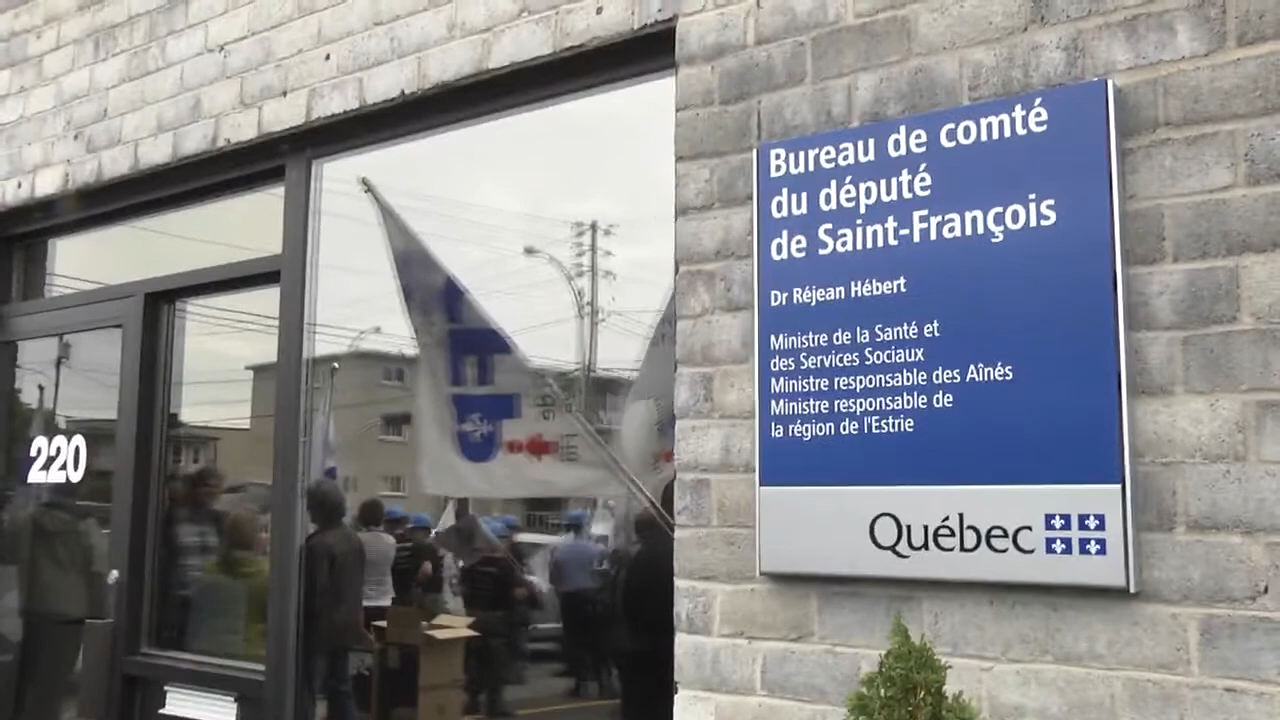 220
Bureau de comté
du député
de Saint-François
Dr Réjean Hébert
Ministre de la Santé et
des Services Sociaux
Ministre responsable des Aînés
Ministre responsable de
la région de l'Estrie
Québec